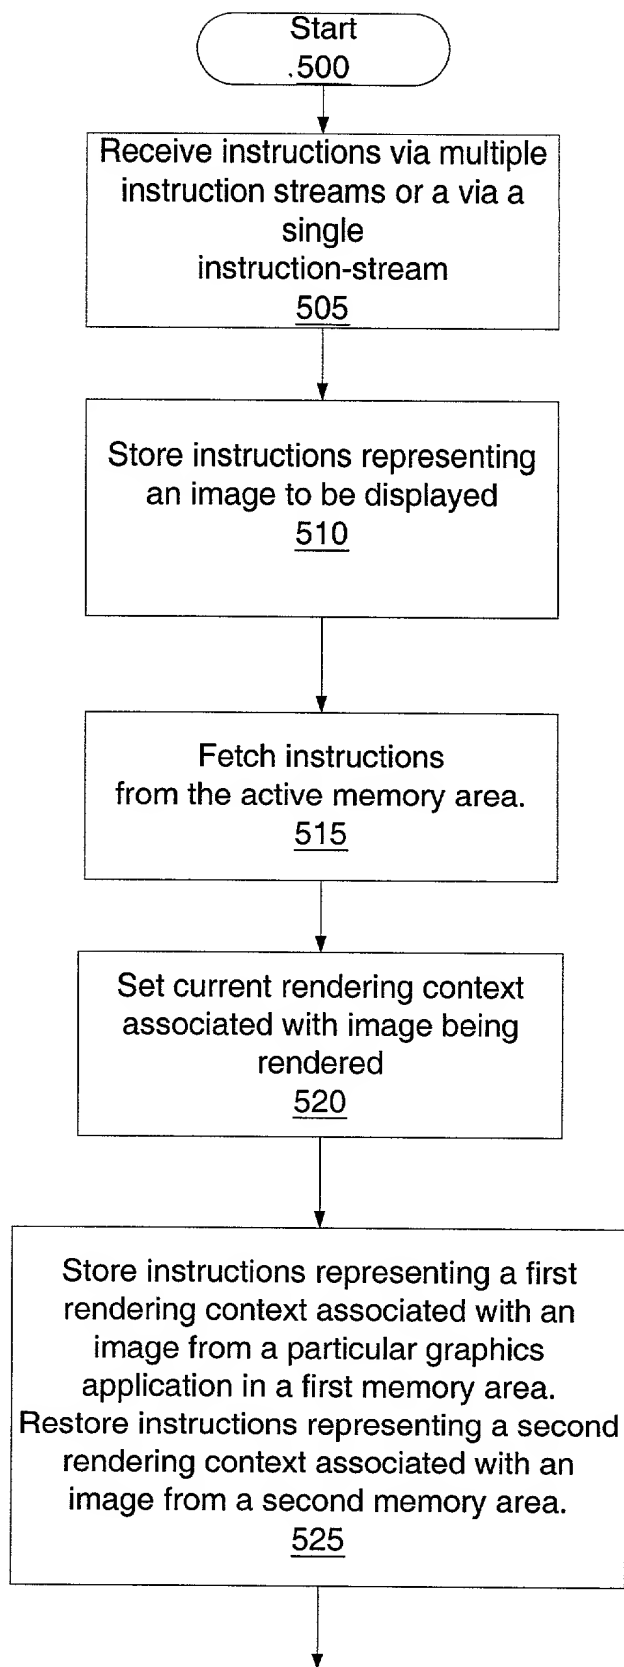 Start
.500
Receive instructions via multiple
instruction streams or a via a
single
instruction-stream
505
Store instructions representing
an image to be displayed
510
Fetch instructions
from the active memory area.
515
Set current rendering context
associated with image being
rendered
520
Store instructions representing a first
rendering context associated with an
image from a particular graphics
application in a first memory area.
Restore instructions representing a second
rendering context associated with an
image from a second memory area.
525